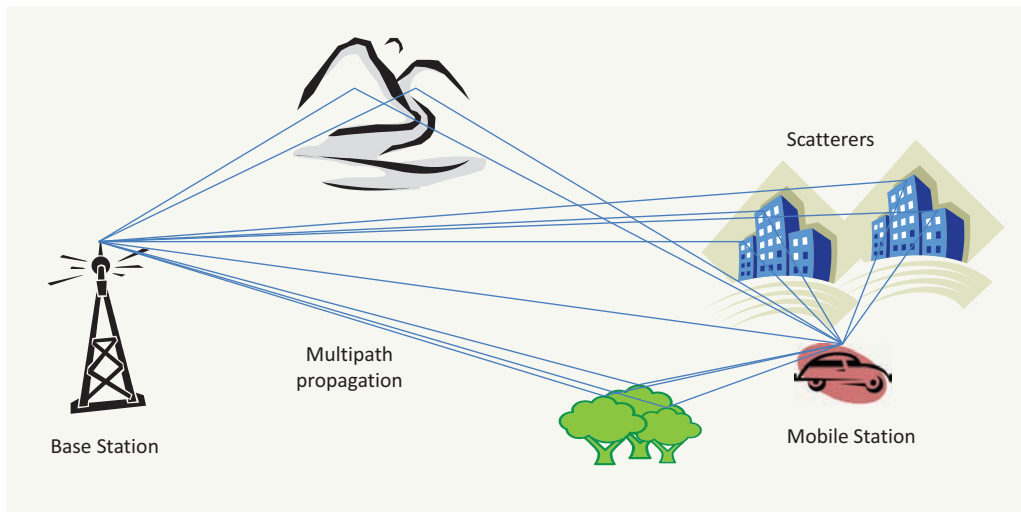 Scatterers
Multipath
propagation
Base Station
Mobile Station